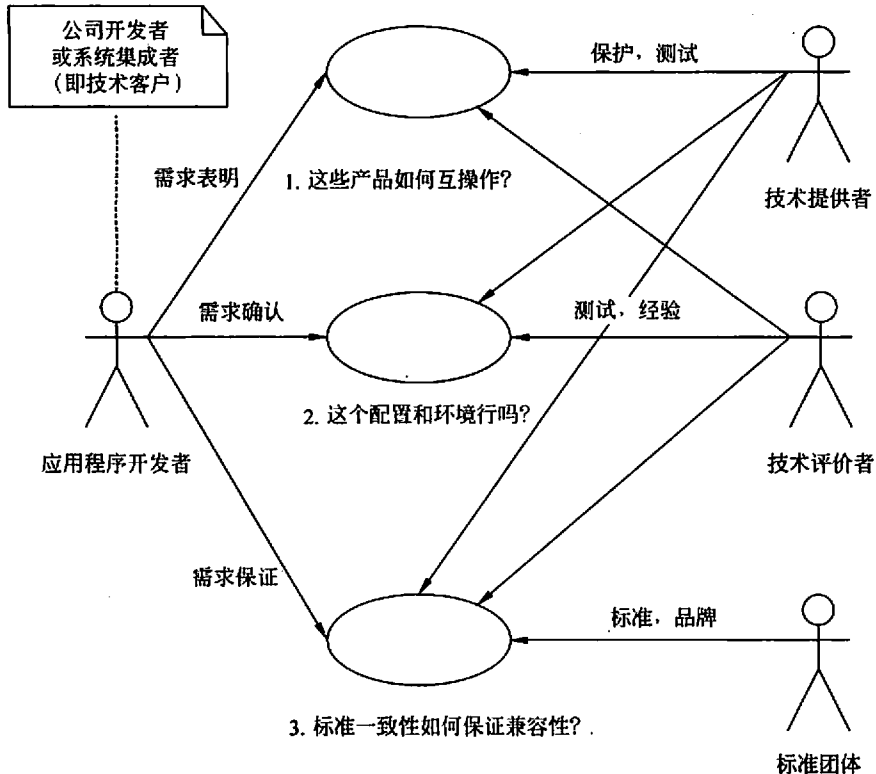 公司开发者
或系统集成者
（即技术客户）
保护，测试
需求表明
1. 这些产品如何互操作？
技术提供者
需求确认
测试，经验
2. 这个配置和环境行吗？
应用程序开发者
技术评价者
需求保证
标准，品牌
3. 标准一致性如何保证兼容性？
标准团体